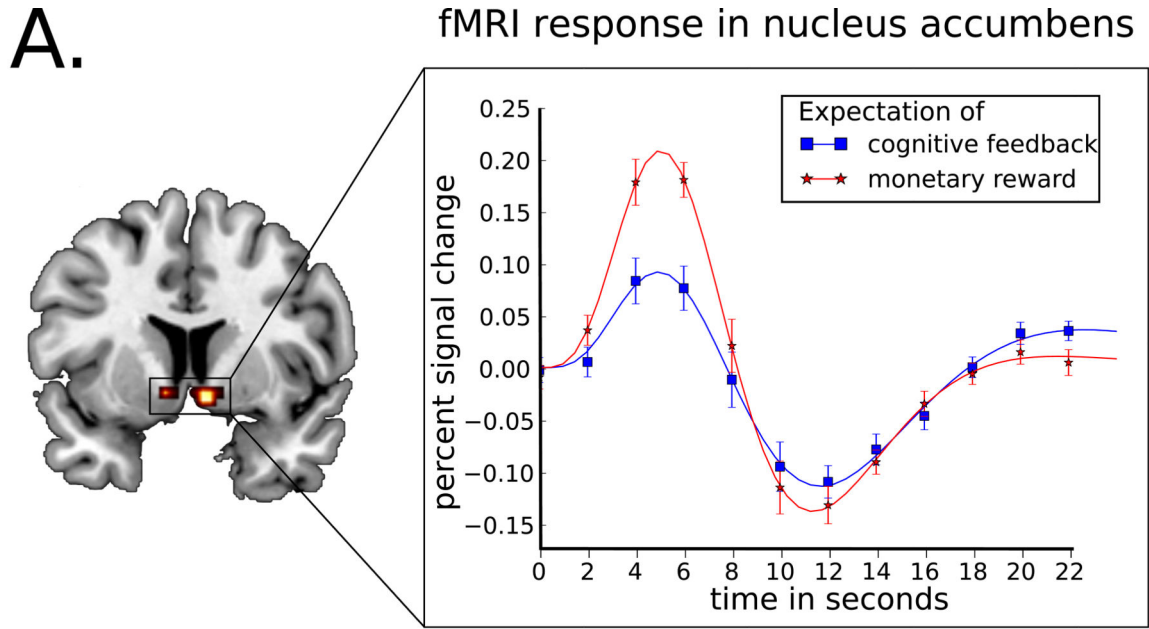 A.
fMRI response in nucleus accumbens
Expectation of
cognitive feedback
monetary reward
percent signal change
0.25
0.20
0.15
0.10
0.05
0.00
−0.05
−0.10
−0.15
0 2 4 6 8 10 12 14 16 18 20 22
time in seconds